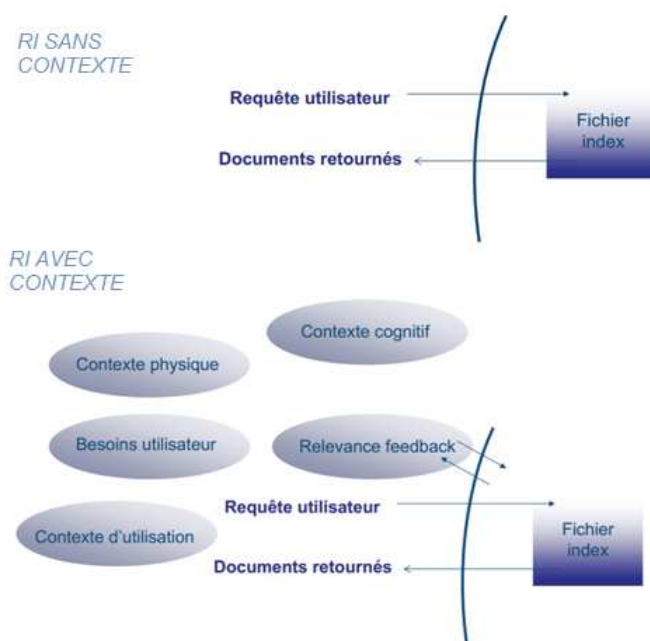 RI SANS
CONTEXTE
Requête utilisateur
Fichier
index
Documents retournés
RI AVEC
CONTEXTE
Contexte cognitif
Contexte physique
Besoins utilisateur
Relevance feedback
Requête utilisateur
Contexte d'utilisation
Fichier
index
Documents retournés